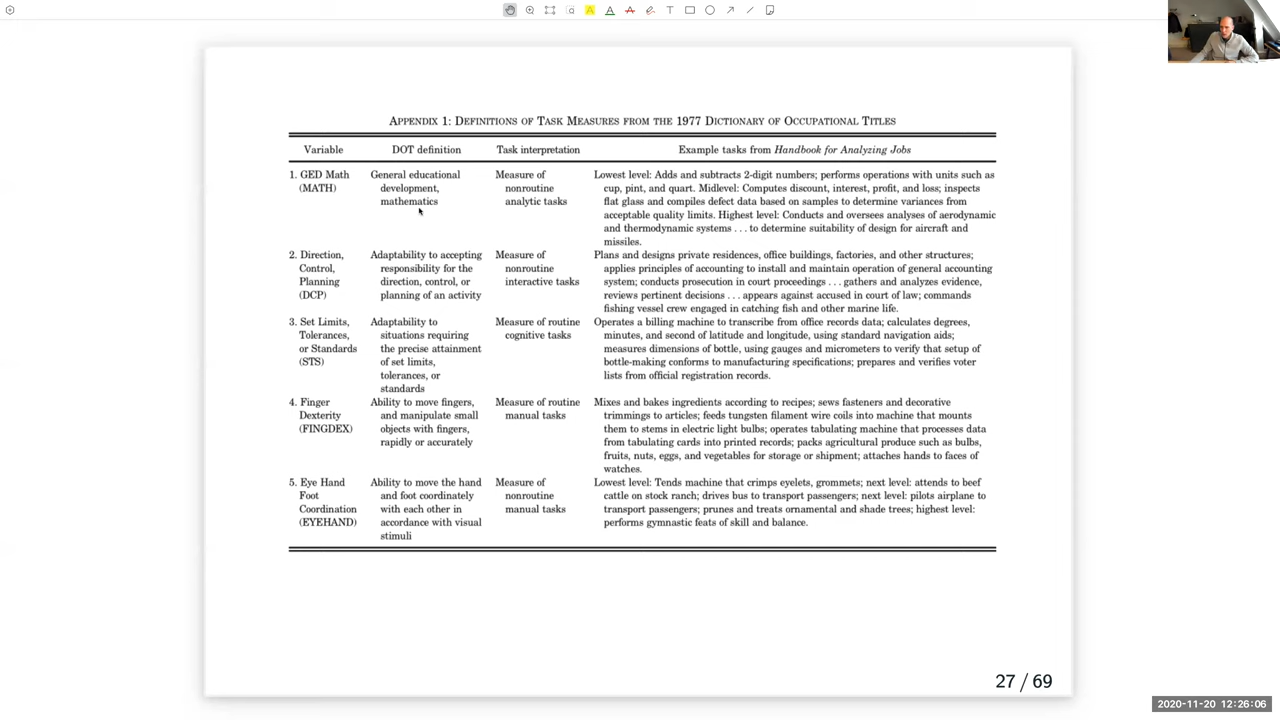 APPENDIX 1: DEFINITIONS OF TASK MEASURES FROM THE 1977 DICTIONARY OF OCCUPATIONAL TITLES
Variable DOT definition Task interpretation Example tasks from Handbook for Analyzing Jobs
1. GED Math
(MATH)
General educational
development,
mathematics
Measure of
nonroutine
analytic tasks
Lowest level: Adds and subtracts 2-digit numbers; performs operations with units such as
cup, pint, and quart. Midlevel: Computes discount, interest, profit, and loss; inspects
flat glass and compiles defect data based on samples to determine variances from
acceptable quality limits. Highest level: Conducts and oversees analyses of aerodynamic
and thermodynamic systems . . . to determine suitability of design for aircraft and
missiles.
2. Direction,
Control,
Planning
(DCP)
Adaptability to accepting
responsibility for the
direction, control, or
planning of an activity
Measure of
nonroutine
interactive tasks
Plans and designs private residences, office buildings, factories, and other structures;
applies principles of accounting to install and maintain operation of general accounting
system; conducts prosecution in court proceedings . . . gathers and analyzes evidence,
reviews pertinent decisions . . . appears against accused in court of law; commands
fishing vessel crew engaged in catching fish and other marine life.
3. Set Limits,
Tolerances,
or Standards
(STS)
Adaptability to
situations requiring
the precise attainment
of set limits,
tolerances, or
standards
Measure of routine
cognitive tasks
Operates a billing machine to transcribe from office records data; calculates degrees,
minutes, and second of latitude and longitude, using standard navigation aids;
measures dimensions of bottle, using gauges and micrometers to verify that setup of
bottle-making conforms to manufacturing specifications; prepares and verifies voter
lists from official registration records.
4. Finger
Dexterity
(FINGDEX)
Ability to move fingers,
and manipulate small
objects with fingers,
rapidly or accurately
Measure of routine
manual tasks
Mixes and bakes ingredients according to recipes; sews fasteners and decorative
trimmings to articles; feeds tungsten filament wire coils into machine that mounts
them to stems in electric light bulbs; operates tabulating machine that processes data
from tabulating cards into printed records; packs agricultural produce such as bulbs,
fruits, nuts, eggs, and vegetables for storage or shipment; attaches hands to faces of
watches.
5. Eye Hand
Foot
Coordination
(EYEHAND)
Ability to move the hand
and foot coordinately
with each other in
accordance with visual
stimuli
Measure of
nonroutine
manual tasks
Lowest level: Tends machine that crimps eyelets, grommets; next level: attends to beef
cattle on stock ranch; drives bus to transport passengers; next level: pilots airplane to
transport passengers; prunes and treats ornamental and shade trees; highest level:
performs gymnastic feats of skill and balance.
27 / 69
2020-11-20 12:26:06